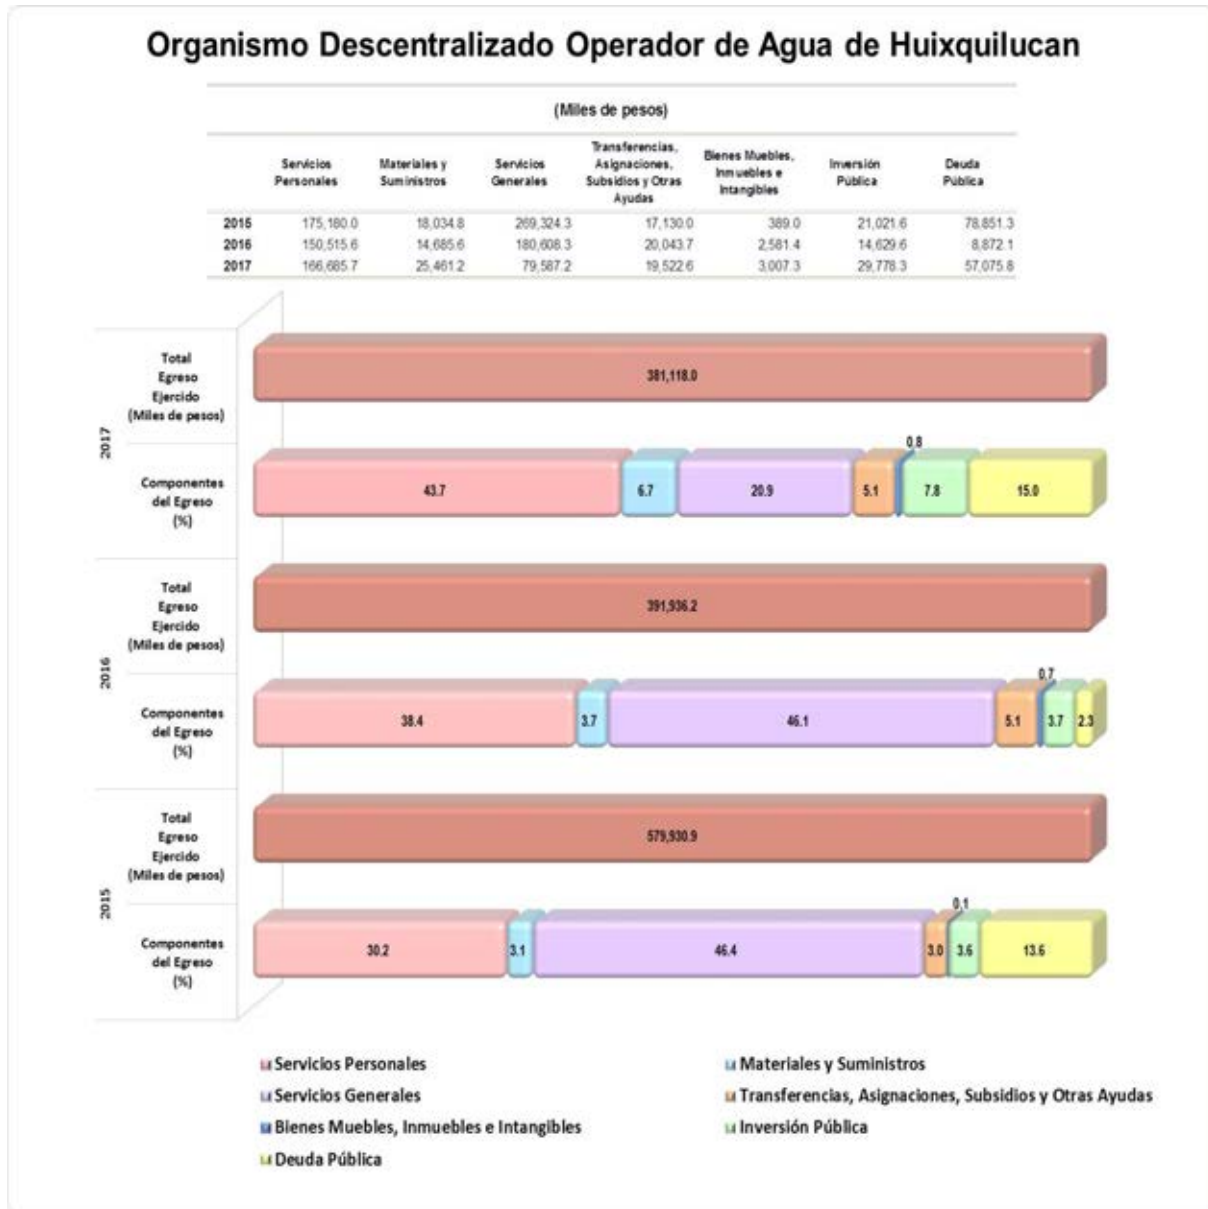 Organismo Descentralizado Operador de Agua de Huixquilucan
(Miles de pesos)
Servicios Personales
Materiales y Suministros
Servicios Generales
Transferencias, Asignaciones, Subsidios y Otras Ayudas
Bienes Muebles, Inmuebles e Intangibles
Inversión Pública
Deuda Pública
2015 175,180.0 18,034.8 269,324.3 17,130.0 389.0 21,021.6 78,851.3
2016 150,515.6 14,685.6 180,608.3 20,043.7 2,581.4 14,629.6 8,872.1
2017 166,685.7 25,461.2 79,587.2 19,522.6 3,007.3 29,778.3 57,075.8
2017
Total
Egreso
Ejercido
(Miles de pesos)
381,118.0
Componentes
del Egreso
(%)
43.7 6.7 20.9 5.1 0.8 7.8 15.0
2016
Total
Egreso
Ejercido
(Miles de pesos)
391,936.2
Componentes
del Egreso
(%)
38.4 3.7 46.1 5.1 0.7 3.7 2.3
2015
Total
Egreso
Ejercido
(Miles de pesos)
579,930.9
Componentes
del Egreso
(%)
30.2 3.1 46.4 3.0 0.1 3.6 13.6
Servicios Personales
Materiales y Suministros
Servicios Generales
Transferencias, Asignaciones, Subsidios y Otras Ayudas
Bienes Muebles, Inmuebles e Intangibles
Inversión Pública
Deuda Pública